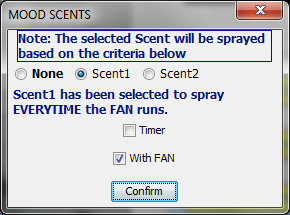 MOOD SCENTS
Note: The selected Scent will be sprayed
based on the criteria below
None Scent1 Scent2
Scent1 has been selected to spray
EVERYTIME the FAN runs.
Timer
With FAN
Confirm